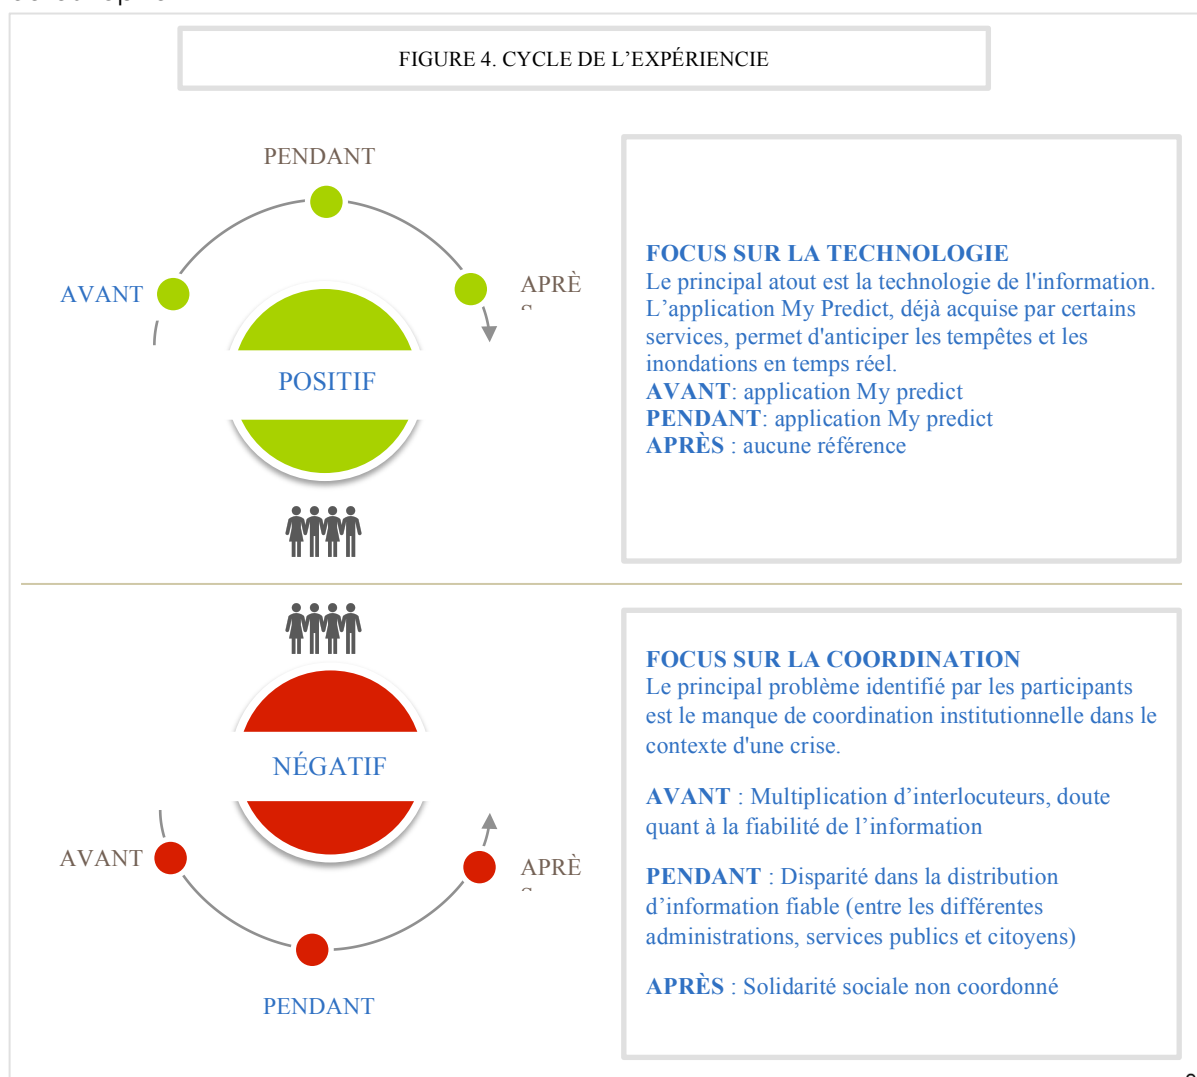 FIGURE 4. CYCLE DE L’EXPÉRIENCIE
PENDANT
AVANT
APRÈ
POSITIF
FOCUS SUR LA TECHNOLOGIE
Le principal atout est la technologie de l'information.
L’application My Predict, déjà acquise par certains
services, permet d'anticiper les tempêtes et les
inondations en temps réel.
AVANT: application My predict
PENDANT: application My predict
APRÈS : aucune référence
NÉGATIF
AVANT
APRÈ
PENDANT
FOCUS SUR LA COORDINATION
Le principal problème identifié par les participants
est le manque de coordination institutionnelle dans le
contexte d'une crise.
AVANT : Multiplication d’interlocuteurs, doute
quant à la fiabilité de l’information
PENDANT : Disparité dans la distribution
d’information fiable (entre les différentes
administrations, services publics et citoyens)
APRÈS : Solidarité sociale non coordonné